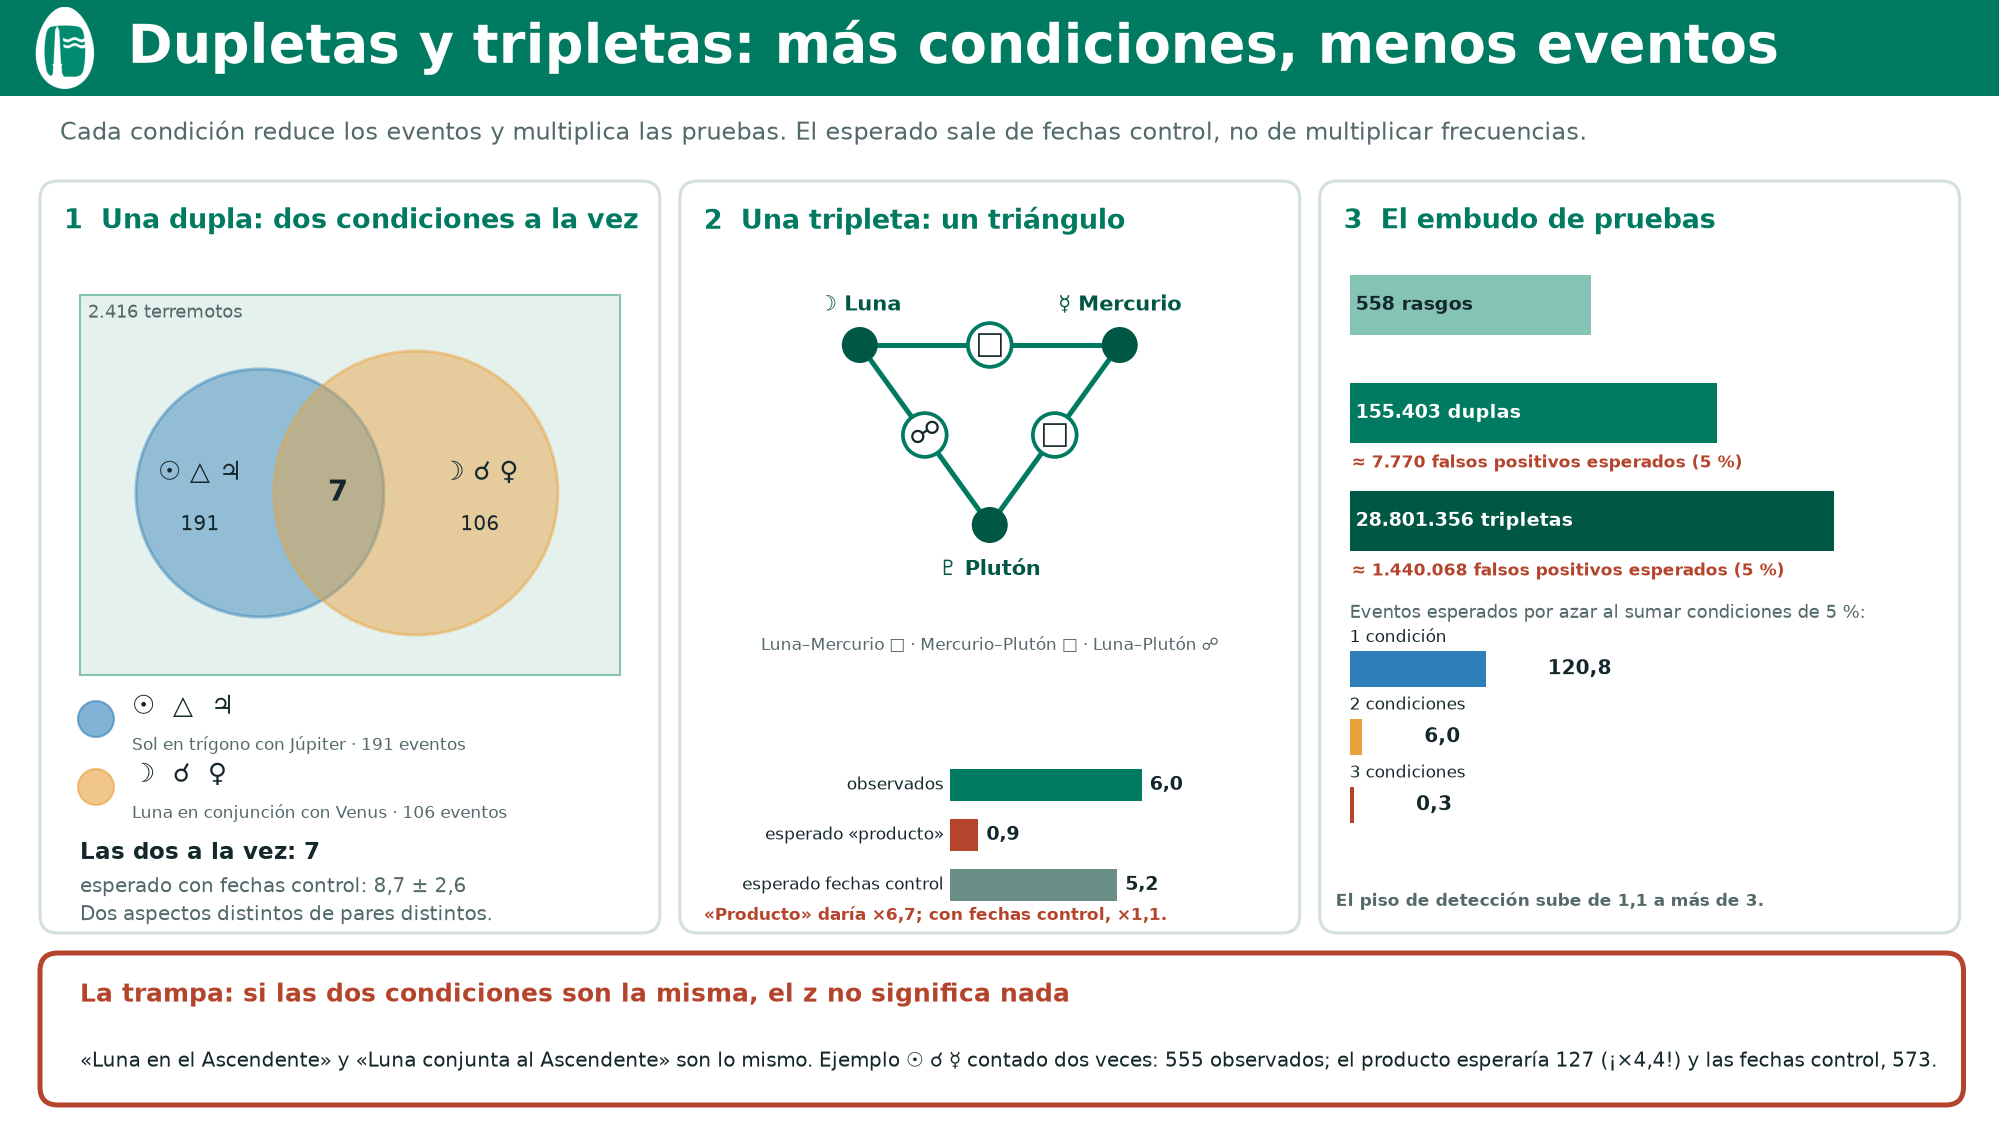 Dupletas y tripletas: más condiciones, menos eventos
Cada condición reduce los eventos y multiplica las pruebas. El esperado sale de fechas control, no de multiplicar frecuencias.
1 Una dupla: dos condiciones a la vez
2.416 terremotos
☉ △ ♃
☽ ☌ ♀
7
191
106
☉ △ ♃
Sol en trígono con Júpiter · 191 eventos
☽ ☌ ♀
Luna en conjunción con Venus · 106 eventos
Las dos a la vez: 7
esperado con fechas control: 8,7 ± 2,6
Dos aspectos distintos de pares distintos.
2 Una tripleta: un triángulo
☽ Luna
☿ Mercurio
□
☍
□
♇ Plutón
Luna–Mercurio □ · Mercurio–Plutón □ · Luna–Plutón ☍
observados 6,0
esperado «producto» 0,9
esperado fechas control 5,2
«Producto» daría ×6,7; con fechas control, ×1,1.
3 El embudo de pruebas
558 rasgos
155.403 duplas
≈ 7.770 falsos positivos esperados (5 %)
28.801.356 tripletas
≈ 1.440.068 falsos positivos esperados (5 %)
Eventos esperados por azar al sumar condiciones de 5 %:
1 condición
120,8
2 condiciones
6,0
3 condiciones
0,3
El piso de detección sube de 1,1 a más de 3.
La trampa: si las dos condiciones son la misma, el z no significa nada
«Luna en el Ascendente» y «Luna conjunta al Ascendente» son lo mismo. Ejemplo ☉ ☌ ☿ contado dos veces: 555 observados; el producto esperaría 127 (¡×4,4!) y las fechas control, 573.